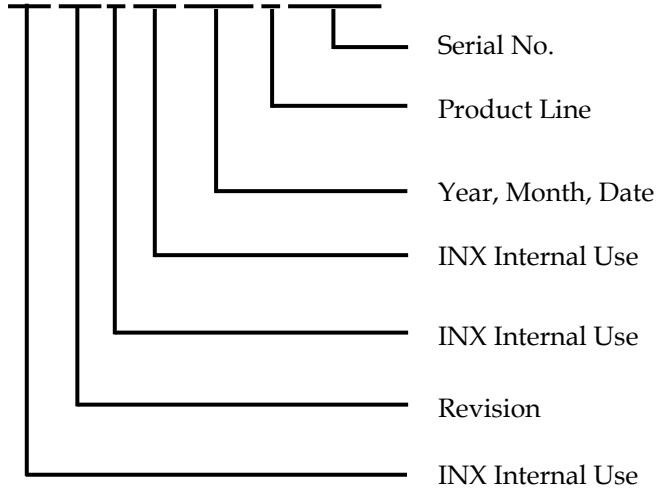 Serial No.
Product Line
Year, Month, Date
INX Internal Use
INX Internal Use
Revision
INX Internal Use